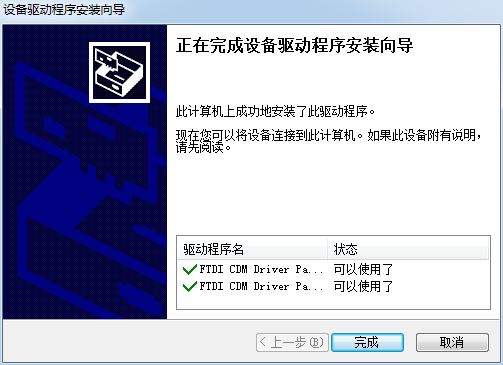 设备驱动程序安装向导
正在完成设备驱动程序安装向导
此计算机上成功地安装了此驱动程序。
现在您可以将设备连接到此计算机。如果此设备附有说明，
请先阅读。
驱动程序名 状态
FTDI CDM Driver Pa... 可以使用了
FTDI CDM Driver Pa... 可以使用了
< 上一步(B) 完成 取消